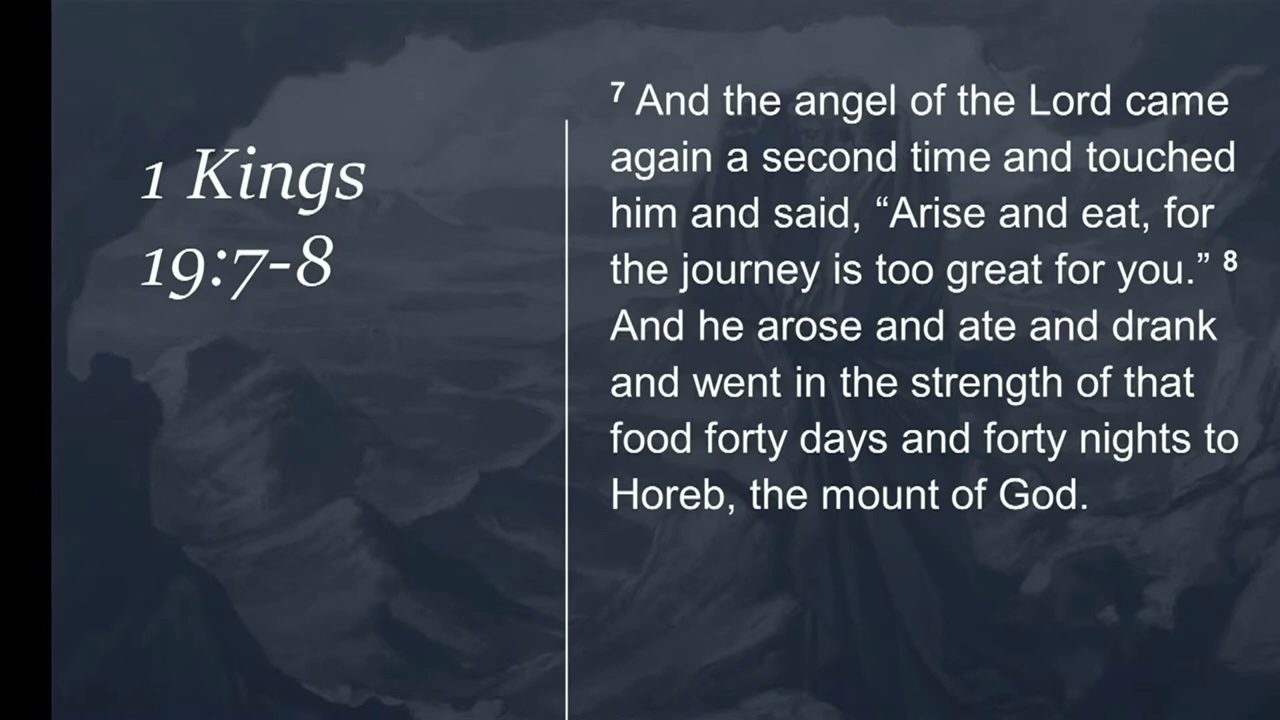 1 Kings
19:7-8
7 And the angel of the Lord came
again a second time and touched
him and said, “Arise and eat, for
the journey is too great for you.” 8
And he arose and ate and drank
and went in the strength of that
food forty days and forty nights to
Horeb, the mount of God.